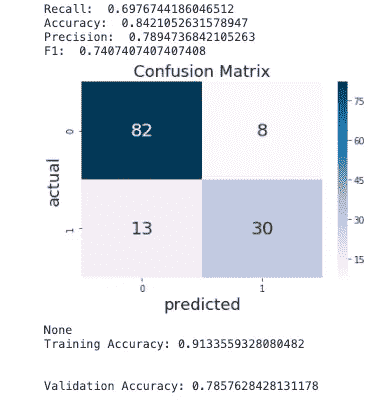 Recall: 0.6976744186046512
Accuracy: 0.8421052631578947
Precision: 0.7894736842105263
F1: 0.7407407407407408
Confusion Matrix
actual
0
82
8
75
60
45
30
15
1
13
30
0
1
predicted
None
Training Accuracy: 0.9133559328080482
Validation Accuracy: 0.7857628428131178